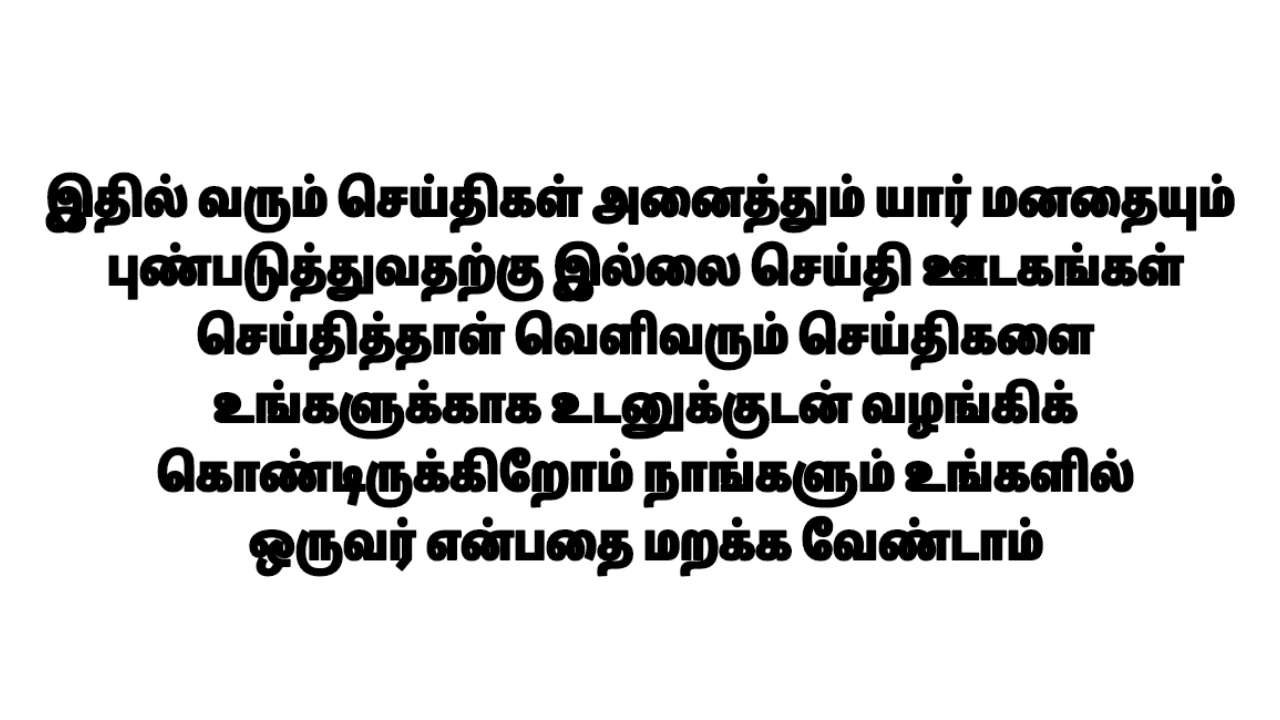 இதில் வரும் செய்திகள் அனைத்தும் யார் மனதையும்
புண்படுத்துவதற்கு இல்லை செய்தி ஊடகங்கள்
செய்தித்தாள் வெளிவரும் செய்திகளை
உங்களுக்காக உடனுக்குடன் வழங்கிக்
கொண்டிருக்கிறோம் நாங்களும் உங்களில்
ஒருவர் என்பதை மறக்க வேண்டாம்